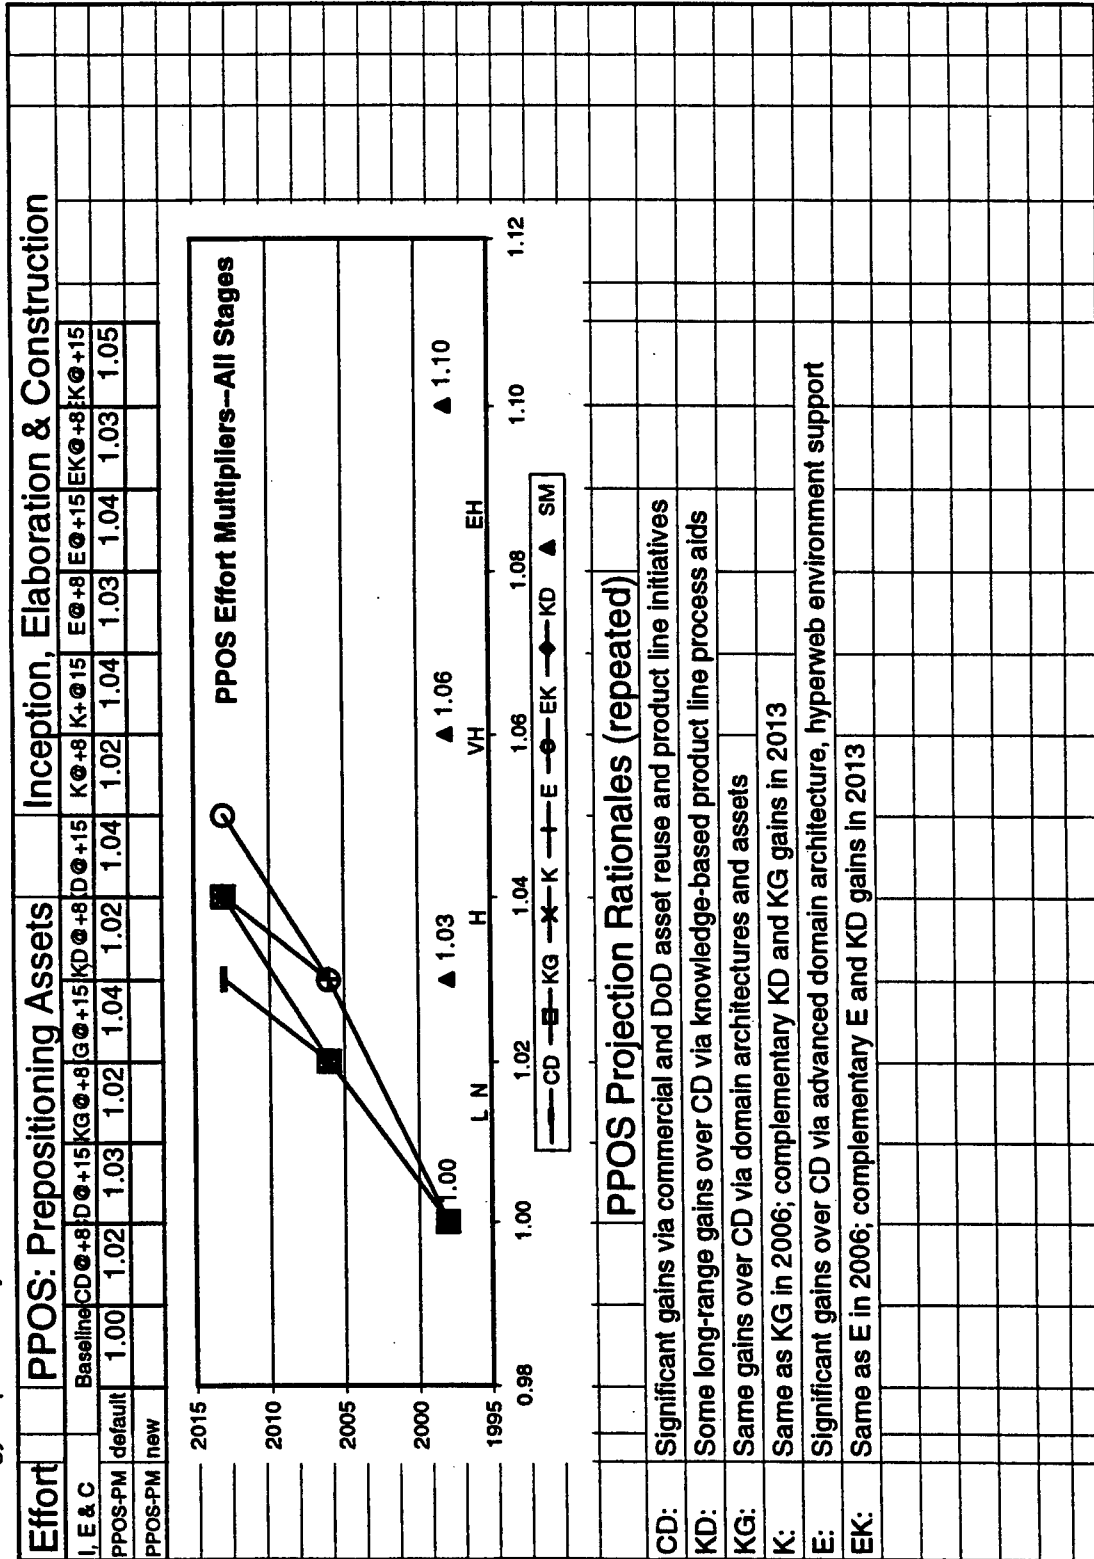 Effort PPOS: Prepositioning Assets Inception, Elaboration & Construction
I, E & C Baseline CD@+8 CD@+15 KG@+8 KG@+15 KD@+8 KD@+15 K@+8 K+@15 E@+8 E@+15 EK@+8 EK@+15
PPOS-PM default 1.00 1.02 1.03 1.02 1.04 1.02 1.04 1.02 1.04 1.03 1.04 1.03 1.05
PPOS-PM new
PPOS Effort Multipliers--All Stages
2015
2010
2005
2000
1995
1.00
▲ 1.03
▲ 1.06
▲ 1.10
L N H VH EH
0.98 1.00 1.02 1.04 1.06 1.08 1.10 1.12
CD KG K E EK KD SM
PPOS Projection Rationales (repeated)
CD: Significant gains via commercial and DoD asset reuse and product line initiatives
KD: Some long-range gains over CD via knowledge-based product line process aids
KG: Same gains over CD via domain architectures and assets
K: Same as KG in 2006; complementary KD and KG gains in 2013
E: Significant gains over CD via advanced domain architecture, hyperweb environment support
EK: Same as E in 2006; complementary E and KD gains in 2013